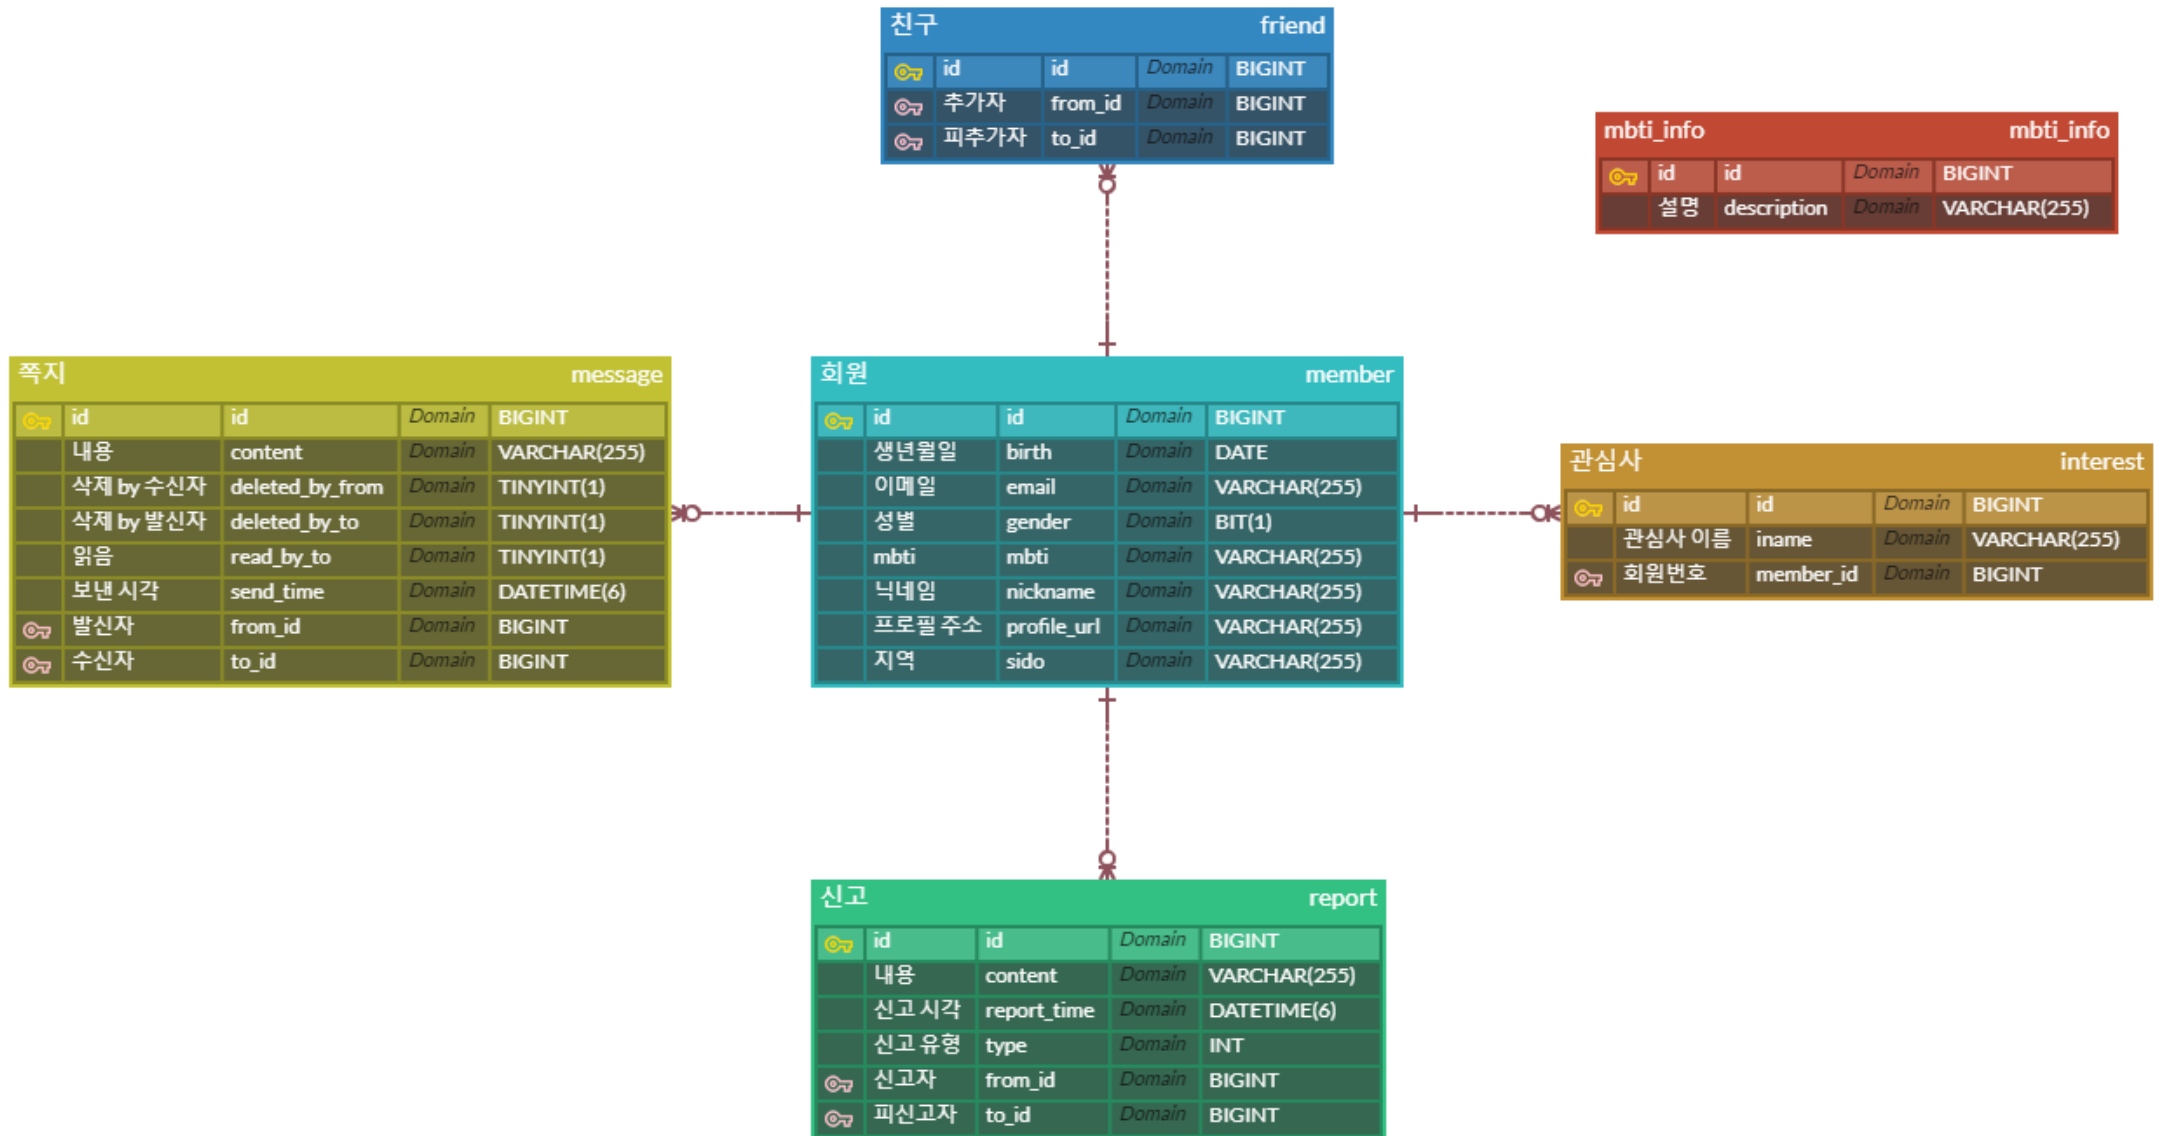 친구 friend
id id Domain BIGINT
추가자 from_id Domain BIGINT
피추가자 to_id Domain BIGINT
mbti_info mbti_info
id id Domain BIGINT
설명 description Domain VARCHAR(255)
쪽지 message
id id Domain BIGINT
내용 content Domain VARCHAR(255)
삭제 by 수신자 deleted_by_from Domain TINYINT(1)
삭제 by 발신자 deleted_by_to Domain TINYINT(1)
읽음 read_by_to Domain TINYINT(1)
보낸 시각 send_time Domain DATETIME(6)
발신자 from_id Domain BIGINT
수신자 to_id Domain BIGINT
회원 member
id id Domain BIGINT
생년월일 birth Domain DATE
이메일 email Domain VARCHAR(255)
성별 gender Domain BIT(1)
mbti mbti Domain VARCHAR(255)
닉네임 nickname Domain VARCHAR(255)
프로필 주소 profile_url Domain VARCHAR(255)
지역 sido Domain VARCHAR(255)
관심사 interest
id id Domain BIGINT
관심사 이름 iname Domain VARCHAR(255)
회원번호 member_id Domain BIGINT
신고 report
id id Domain BIGINT
내용 content Domain VARCHAR(255)
신고 시각 report_time Domain DATETIME(6)
신고 유형 type Domain INT
신고자 from_id Domain BIGINT
피신고자 to_id Domain BIGINT